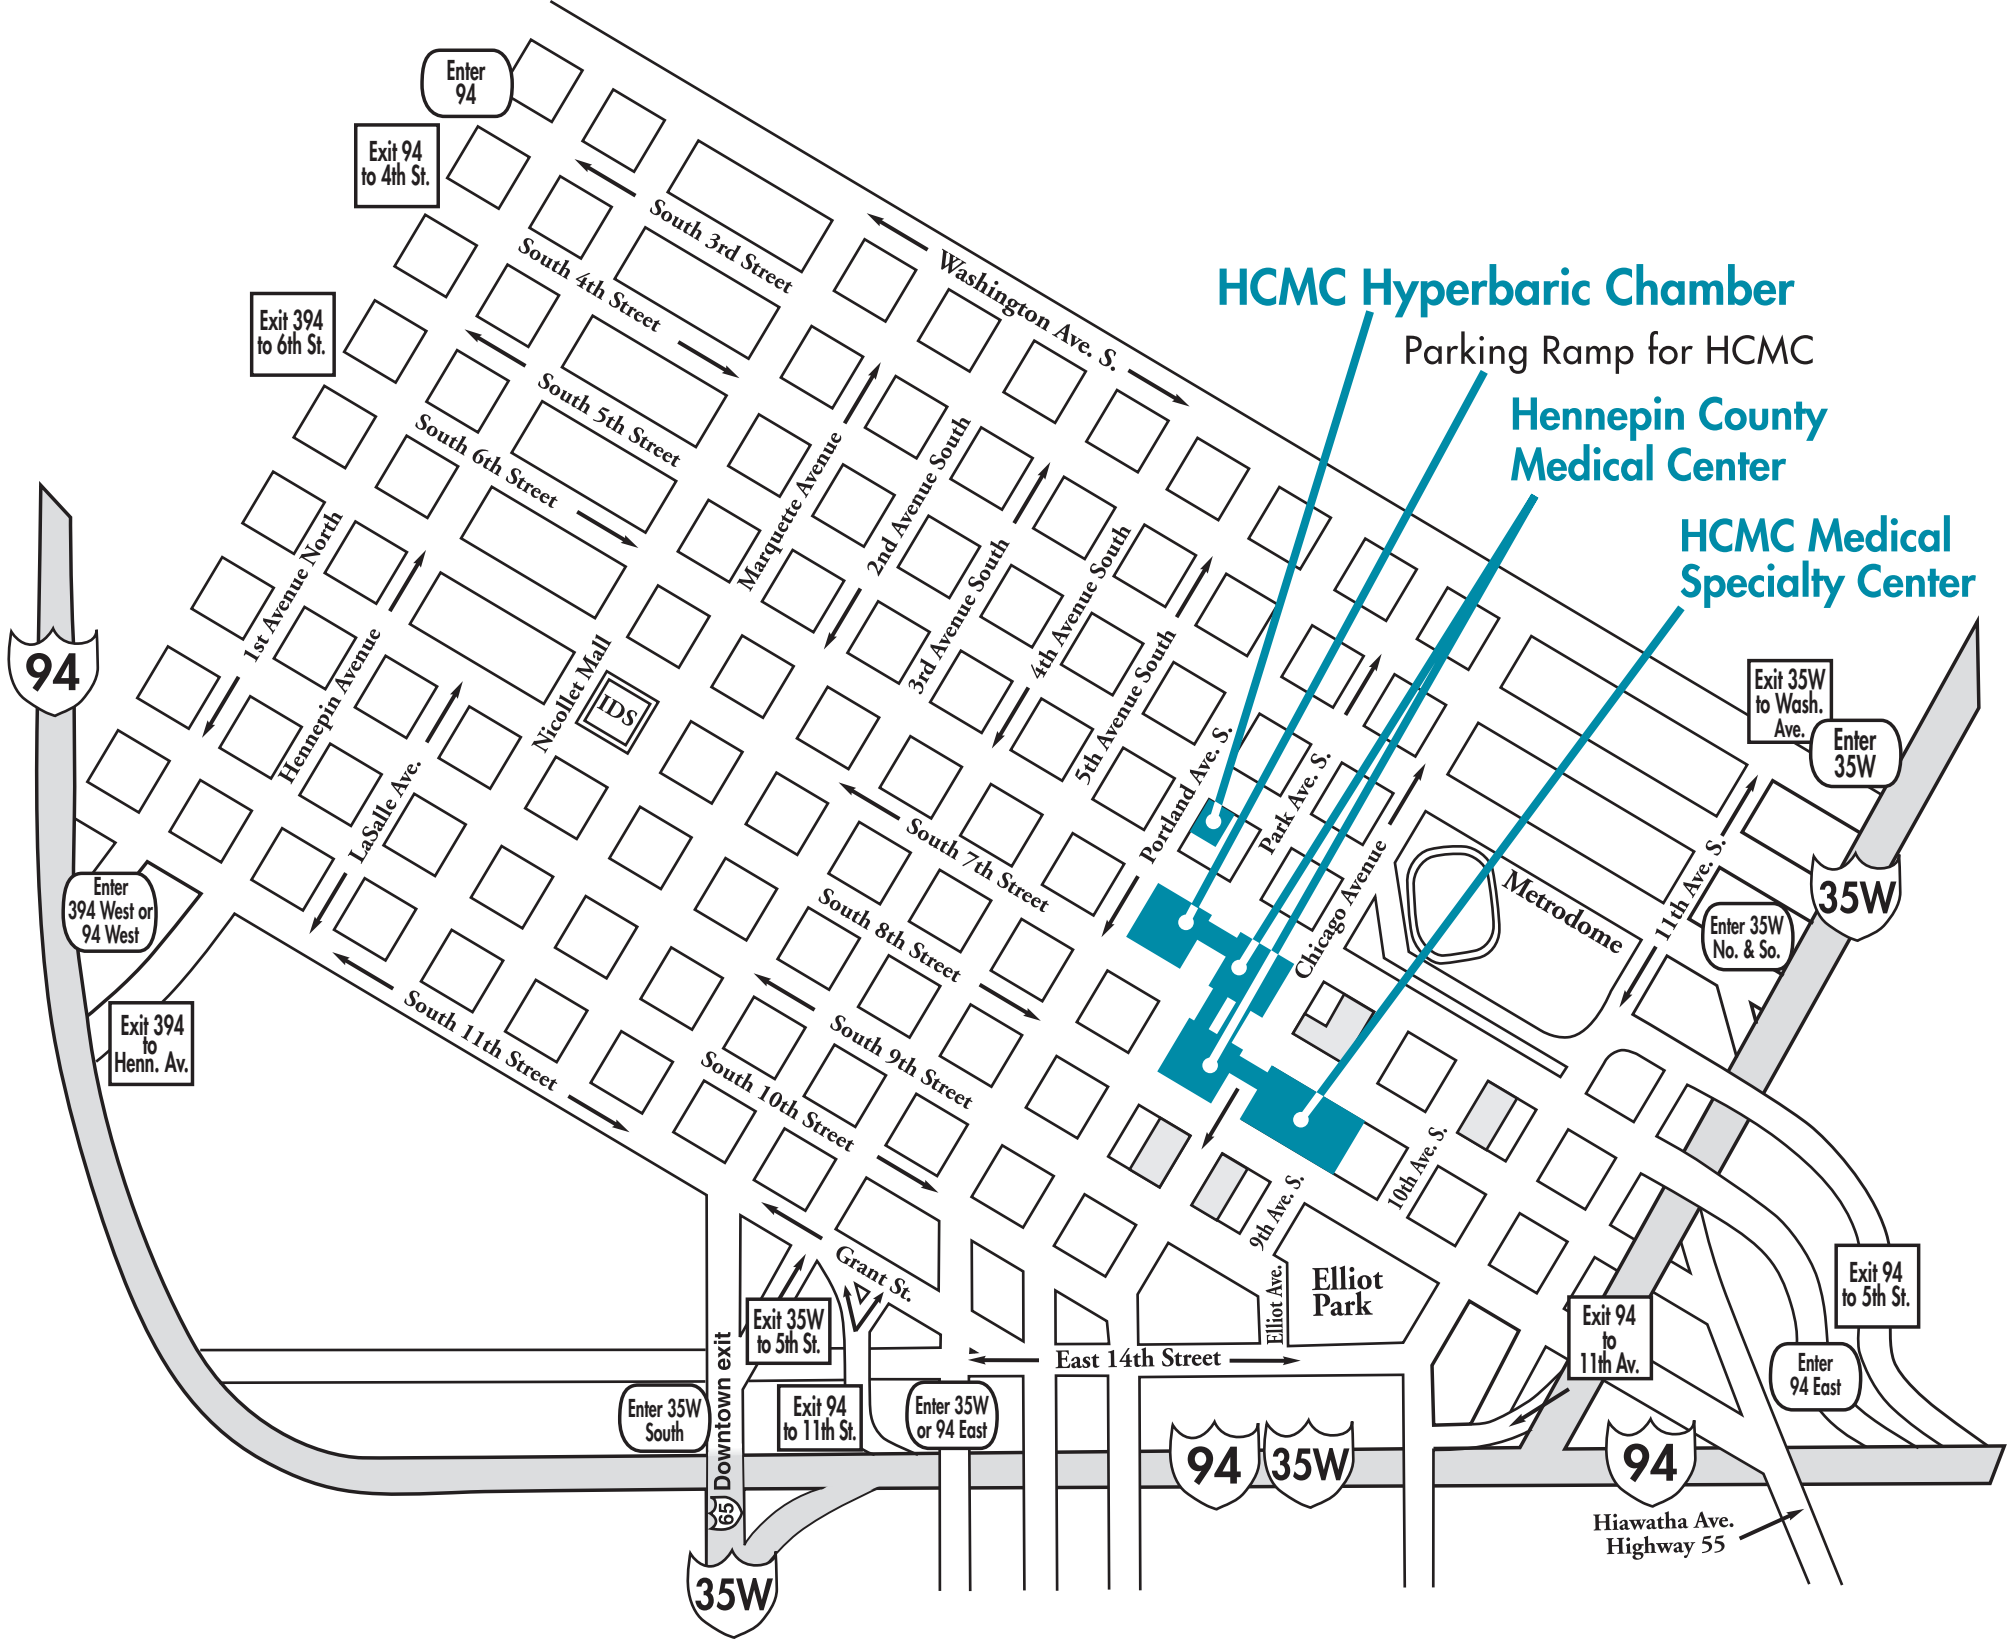 Enter
94
Exit 94
to 4th St.
Exit 394
to 6th St.
South 3rd Street
South 4th Street
South 5th Street
South 6th Street
Washington Ave. S.
HCMC Hyperbaric Chamber
Parking Ramp for HCMC
Hennepin County
Medical Center
HCMC Medical
Specialty Center
94
1st Avenue North
Hennepin Avenue
LaSalle Ave.
Nicollet Mall
IDS
Marquette Avenue
2nd Avenue South
3rd Avenue South
4th Avenue South
5th Avenue South
Portland Ave. S.
Park Ave. S.
Chicago Avenue
Metrodome
11th Ave. S.
Exit 35W
to Wash.
Ave.
Enter
35W
35W
Enter 35W
No. & So.
South 7th Street
South 8th Street
South 9th Street
South 10th Street
South 11th Street
Enter
394 West or
94 West
Exit 394
to
Henn. Av.
Grant St.
9th Ave. S.
10th Ave. S.
Elliot Ave.
Elliot
Park
East 14th Street
Exit 35W
to 5th St.
Downtown exit
Enter 35W
South
Exit 94
to 11th St.
Enter 35W
or 94 East
Exit 94
to
11th Av.
Exit 94
to 5th St.
Enter
94 East
94
35W
94
65
35W
Hiawatha Ave.
Highway 55